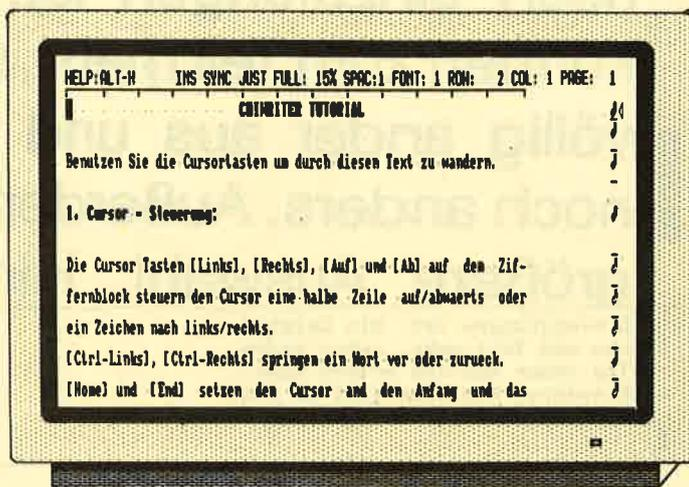 HELP:ALT-H INS SYNC JUST FULL: 15% SPAC:1 FONT: 1 ROW: 2 COL: 1 PAGE: 1
CHIWRITER TUTORIAL
Benutzen Sie die Cursortasten um durch diesen Text zu wandern.
1. Cursor - Steuerung:
Die Cursor Tasten [Links], [Rechts], [Auf] und [Ab] auf dem Zif-
fernblock steuern den Cursor eine halbe Zeile auf/abwaerts oder
ein Zeichen nach links/rechts.
[Ctrl-Links], [Ctrl-Rechts] springen ein Wort vor oder zurueck.
[Home] und [End] setzen den Cursor and den Anfang und das